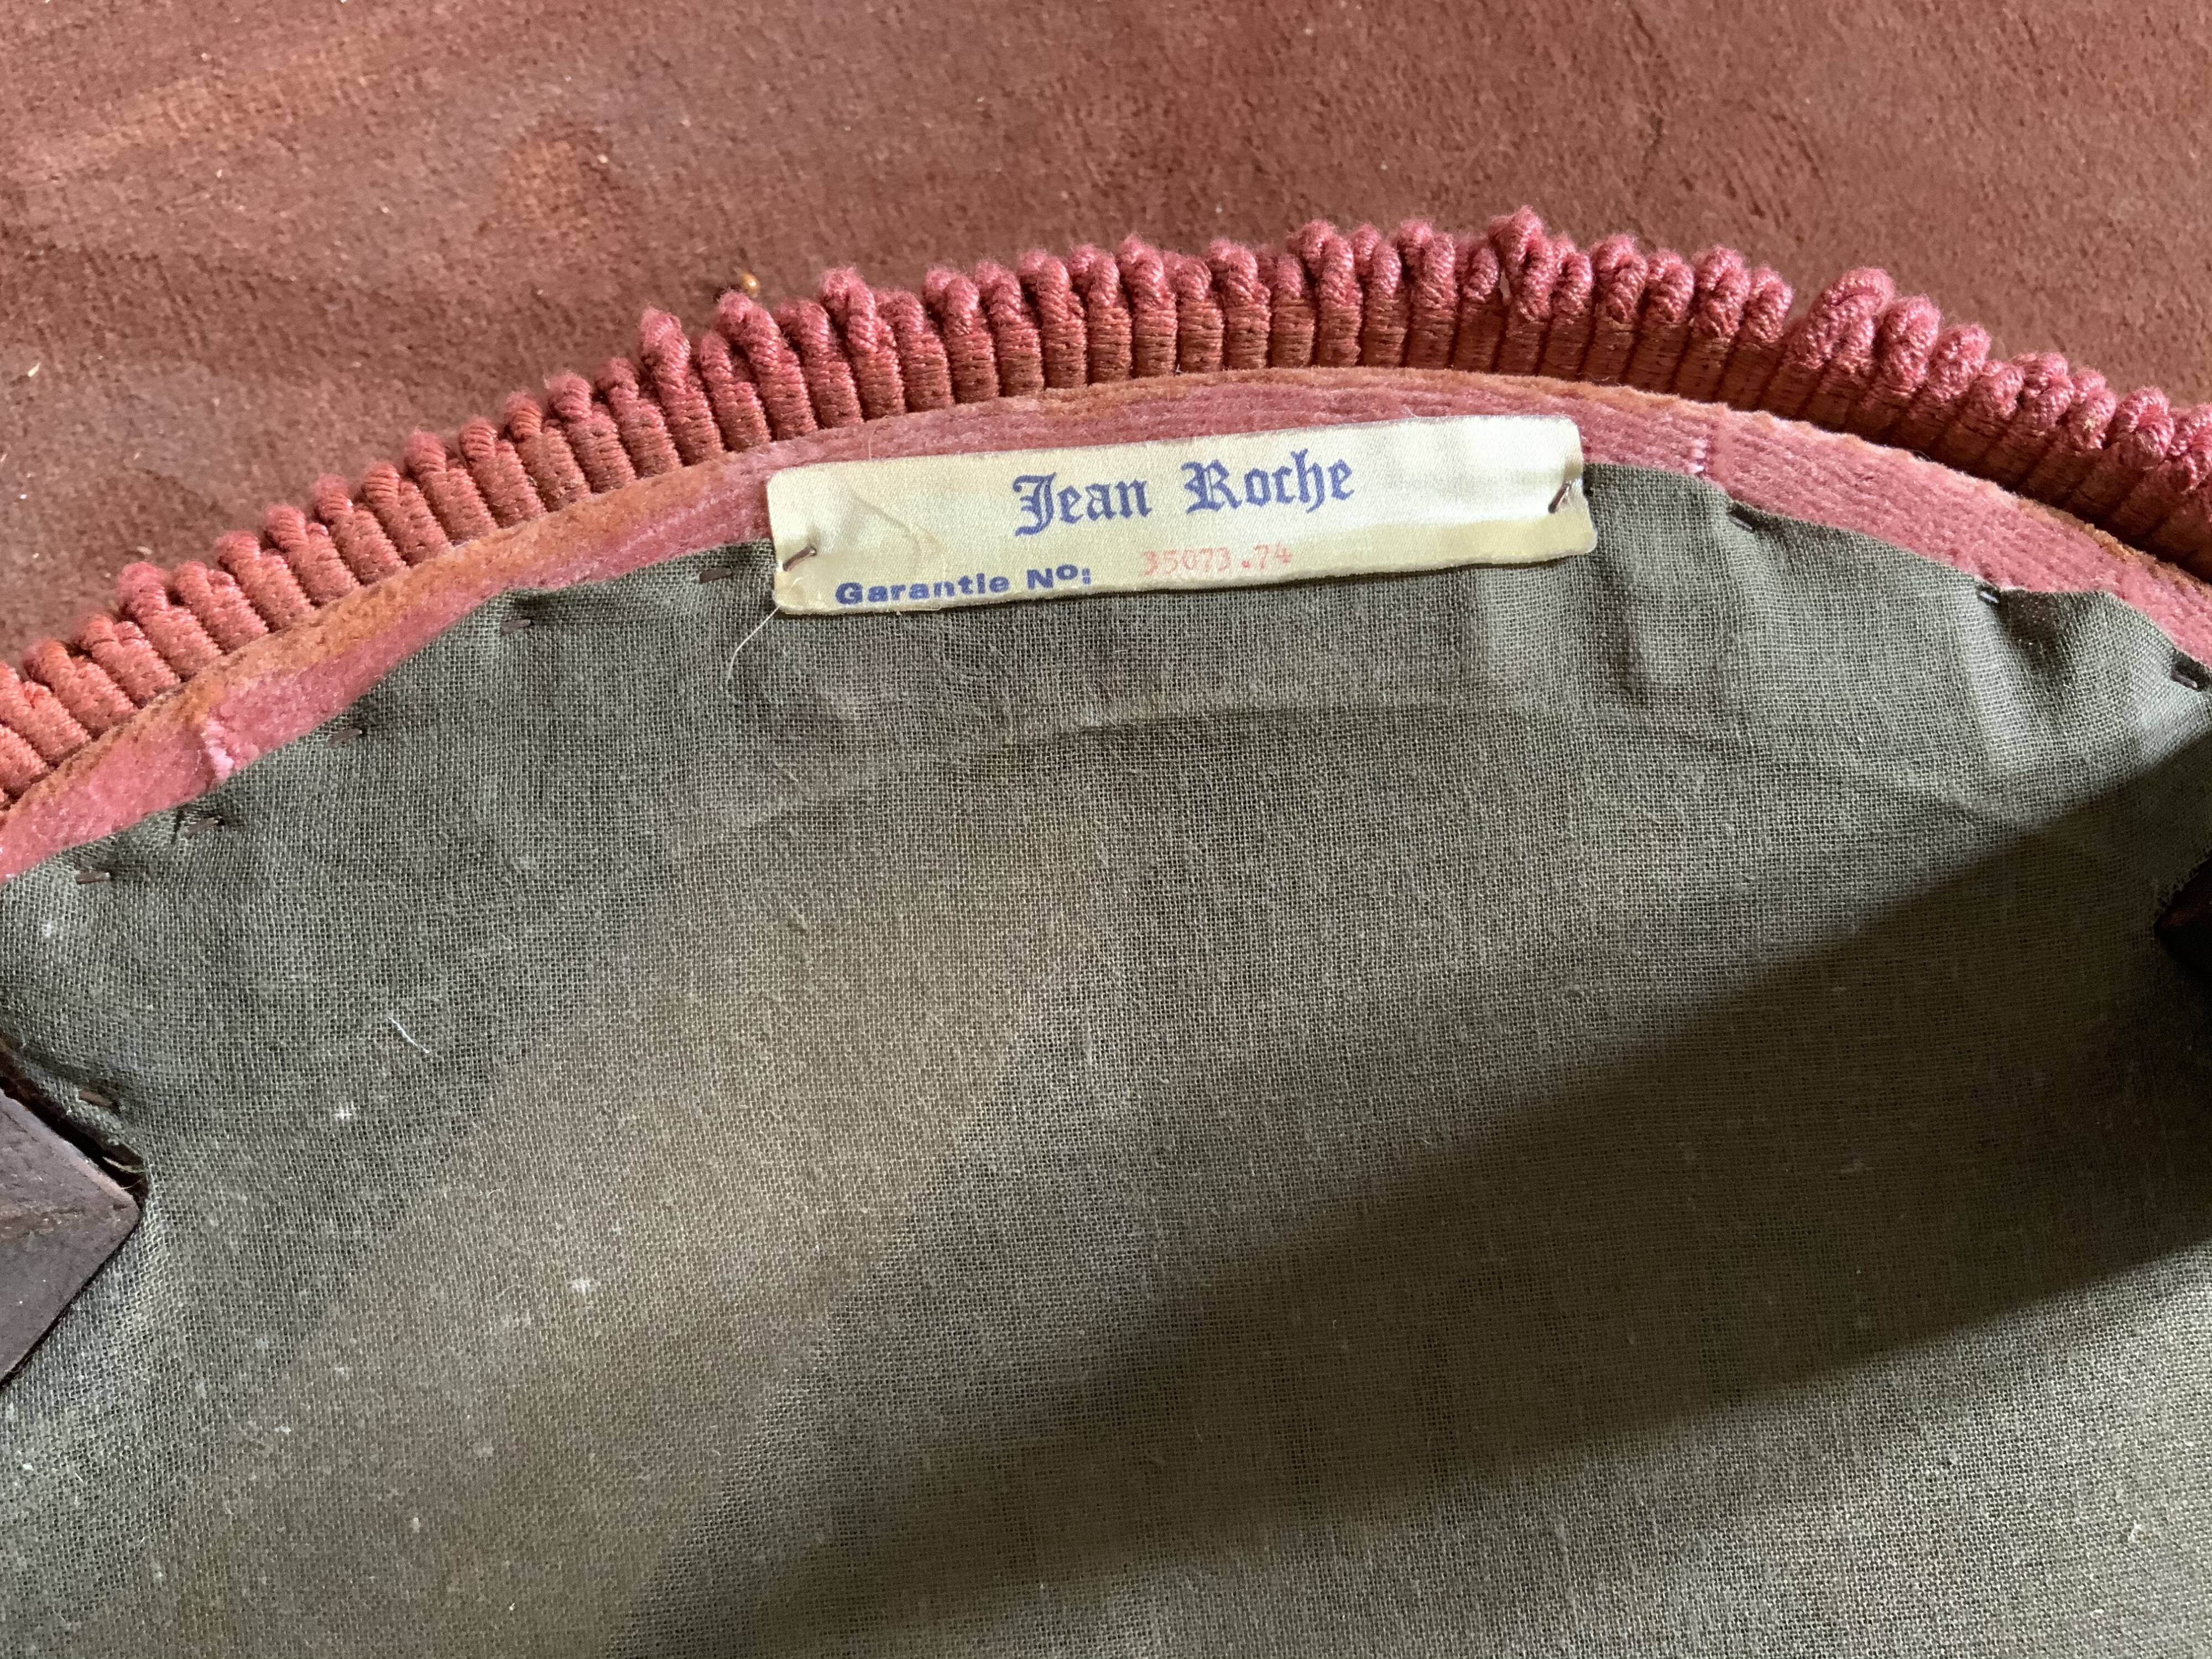 Jean Roche
Garantie No: 35073.74